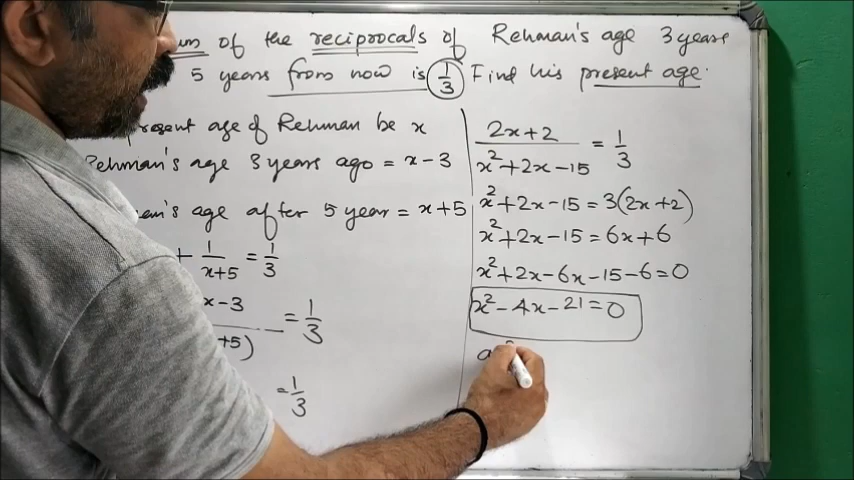 of the reciprocals of Rehman's age 3 years
5 years from now is 1/3 Find his present age.
age of Rehman be x
Rehman's age 3 years ago = x-3
age after 5 year = x+5
+ 1/(x+5) = 1/3
x-3
+5) = 1/3
= 1/3
(2x+2)/(x²+2x-15) = 1/3
x²+2x-15=3(2x+2)
x²+2x-15=6x+6
x²+2x-6x-15-6=0
x²-4x-21=0
a